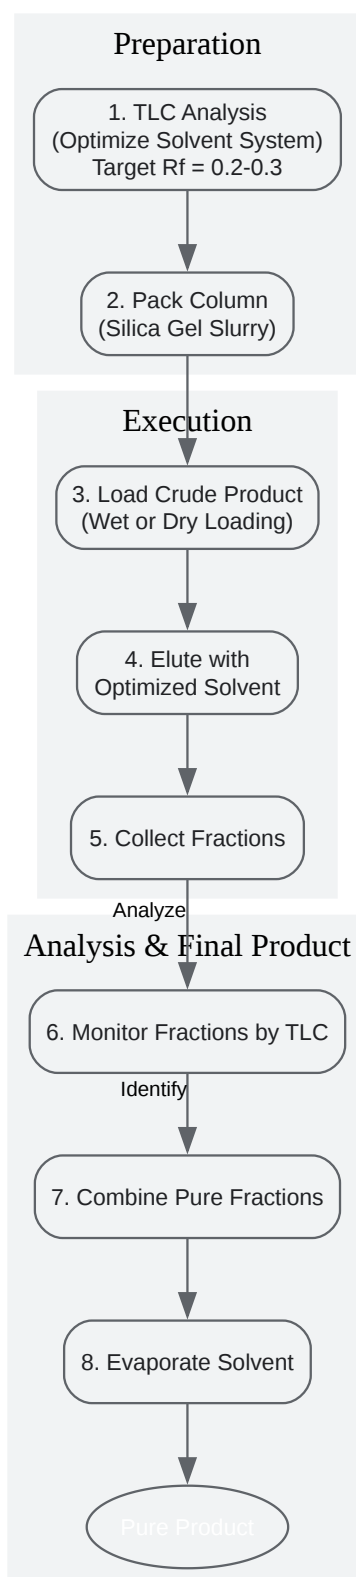 Preparation
1. TLC Analysis
(Optimize Solvent System)
Target Rf = 0.2-0.3
2. Pack Column
(Silica Gel Slurry)
Execution
3. Load Crude Product
(Wet or Dry Loading)
4. Elute with
Optimized Solvent
5. Collect Fractions
Analyze
Analysis & Final Product
6. Monitor Fractions by TLC
Identify
7. Combine Pure Fractions
8. Evaporate Solvent
Pure Product